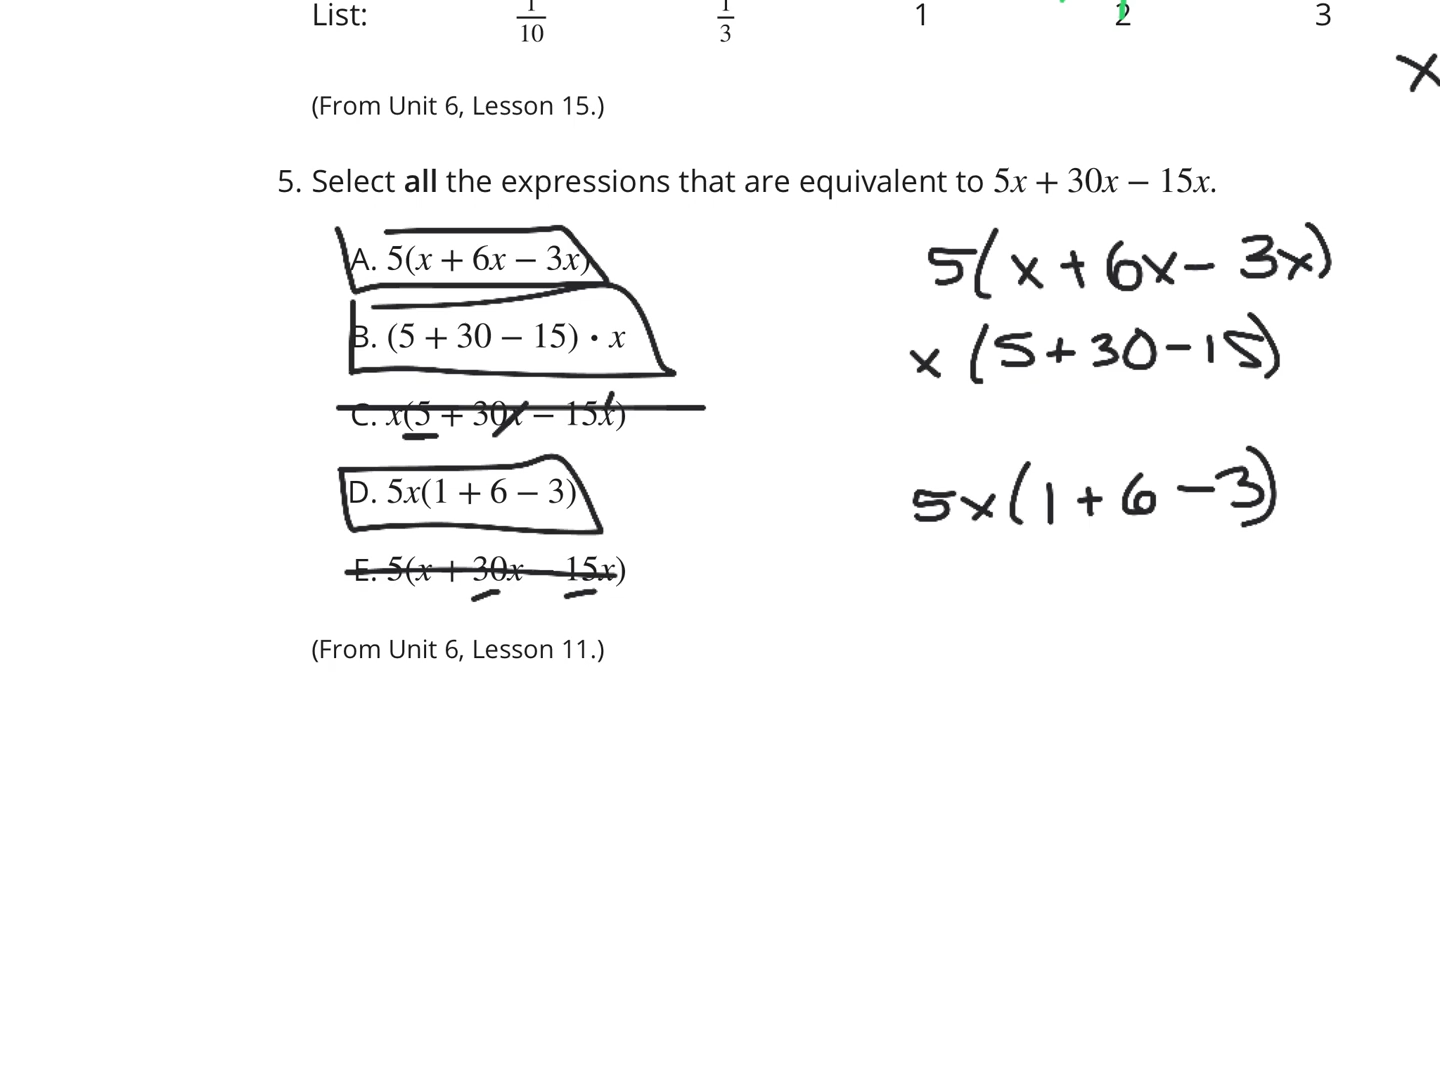 List: 1/10 1/3 1 2 3
x
(From Unit 6, Lesson 15.)
5. Select all the expressions that are equivalent to 5x + 30x − 15x.
A. 5(x + 6x − 3x)
5(x + 6x − 3x)
B. (5 + 30 − 15) · x
x (5 + 30 − 15)
C. x(5 + 30x − 15x)
D. 5x(1 + 6 − 3)
5x(1 + 6 − 3)
E. 5(x + 30x − 15x)
(From Unit 6, Lesson 11.)